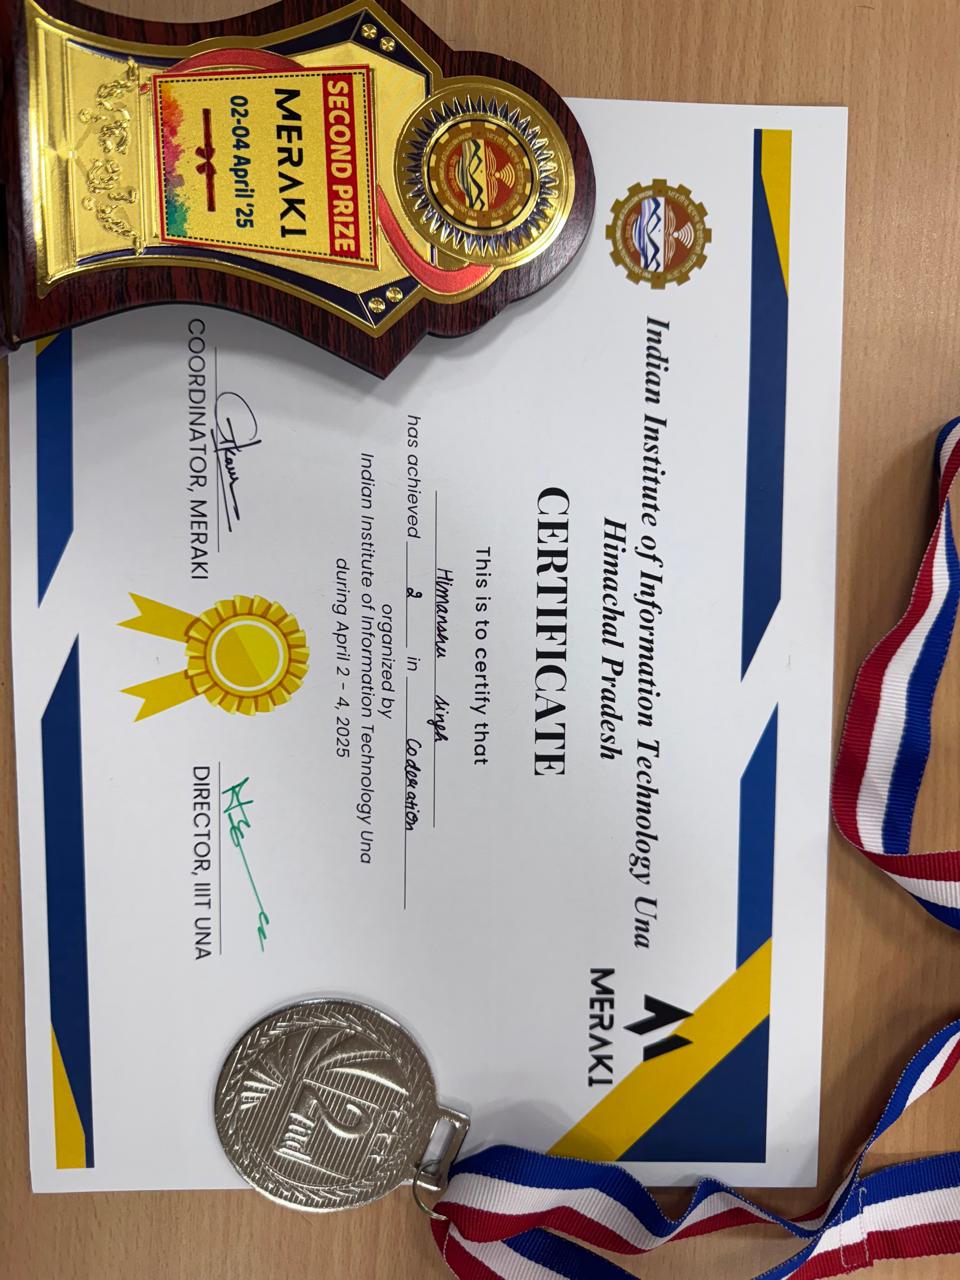 Indian Institute of Information Technology Una
Himachal Pradesh
MERAKI
CERTIFICATE
This is to certify that
Himanshu Singh
has achieved 2 in Coderation
organized by
Indian Institute of Information Technology Una
during April 2 - 4, 2025
COORDINATOR, MERAKI
DIRECTOR, IIIT UNA
SECOND PRIZE
MERAKI
02-04 April '25
2nd